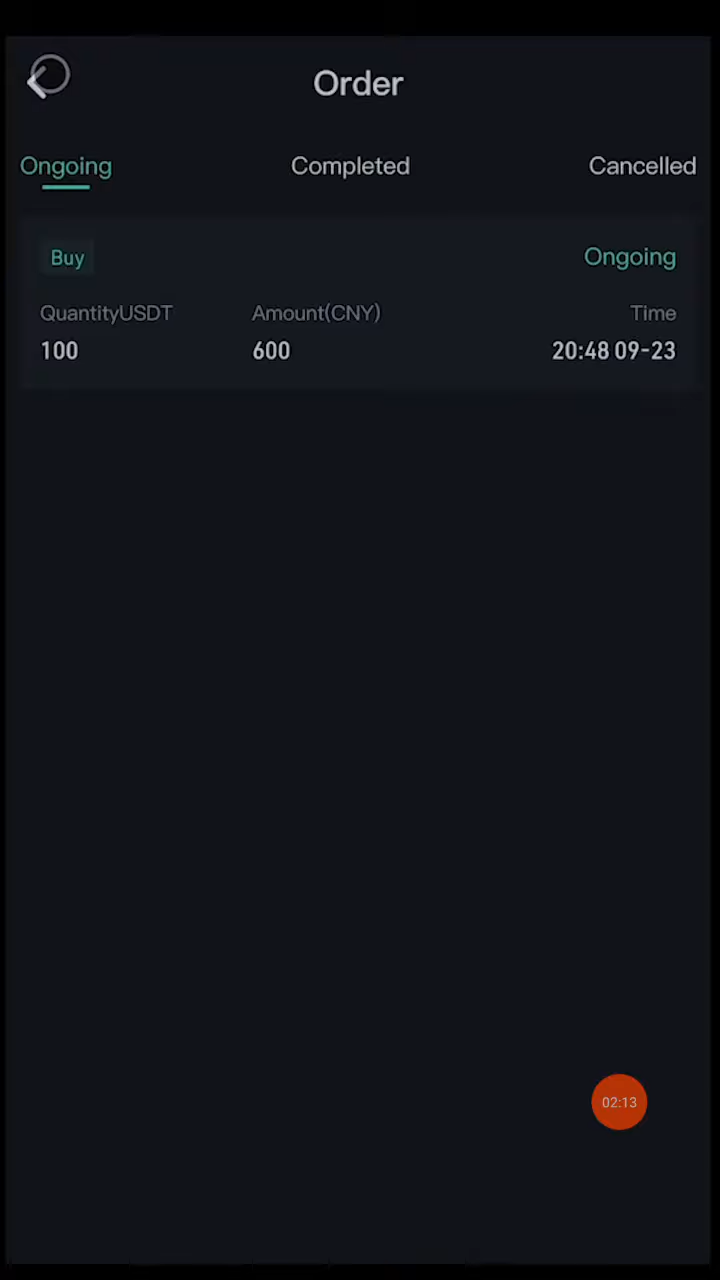 Order
Ongoing Completed Cancelled
Buy Ongoing
QuantityUSDT Amount(CNY) Time
100 600 20:48 09-23
02:13